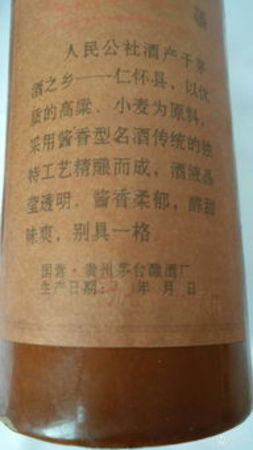 人民公社酒产于茅
酒之乡——仁怀县，以优
质的高粱、小麦为原料，
采用酱香型名酒传统的独
特工艺精酿而成，酒液晶
莹透明，酱香柔郁，醇甜
味爽，别具一格
国营·贵州茅台酿酒厂
生产日期： 年 月 日